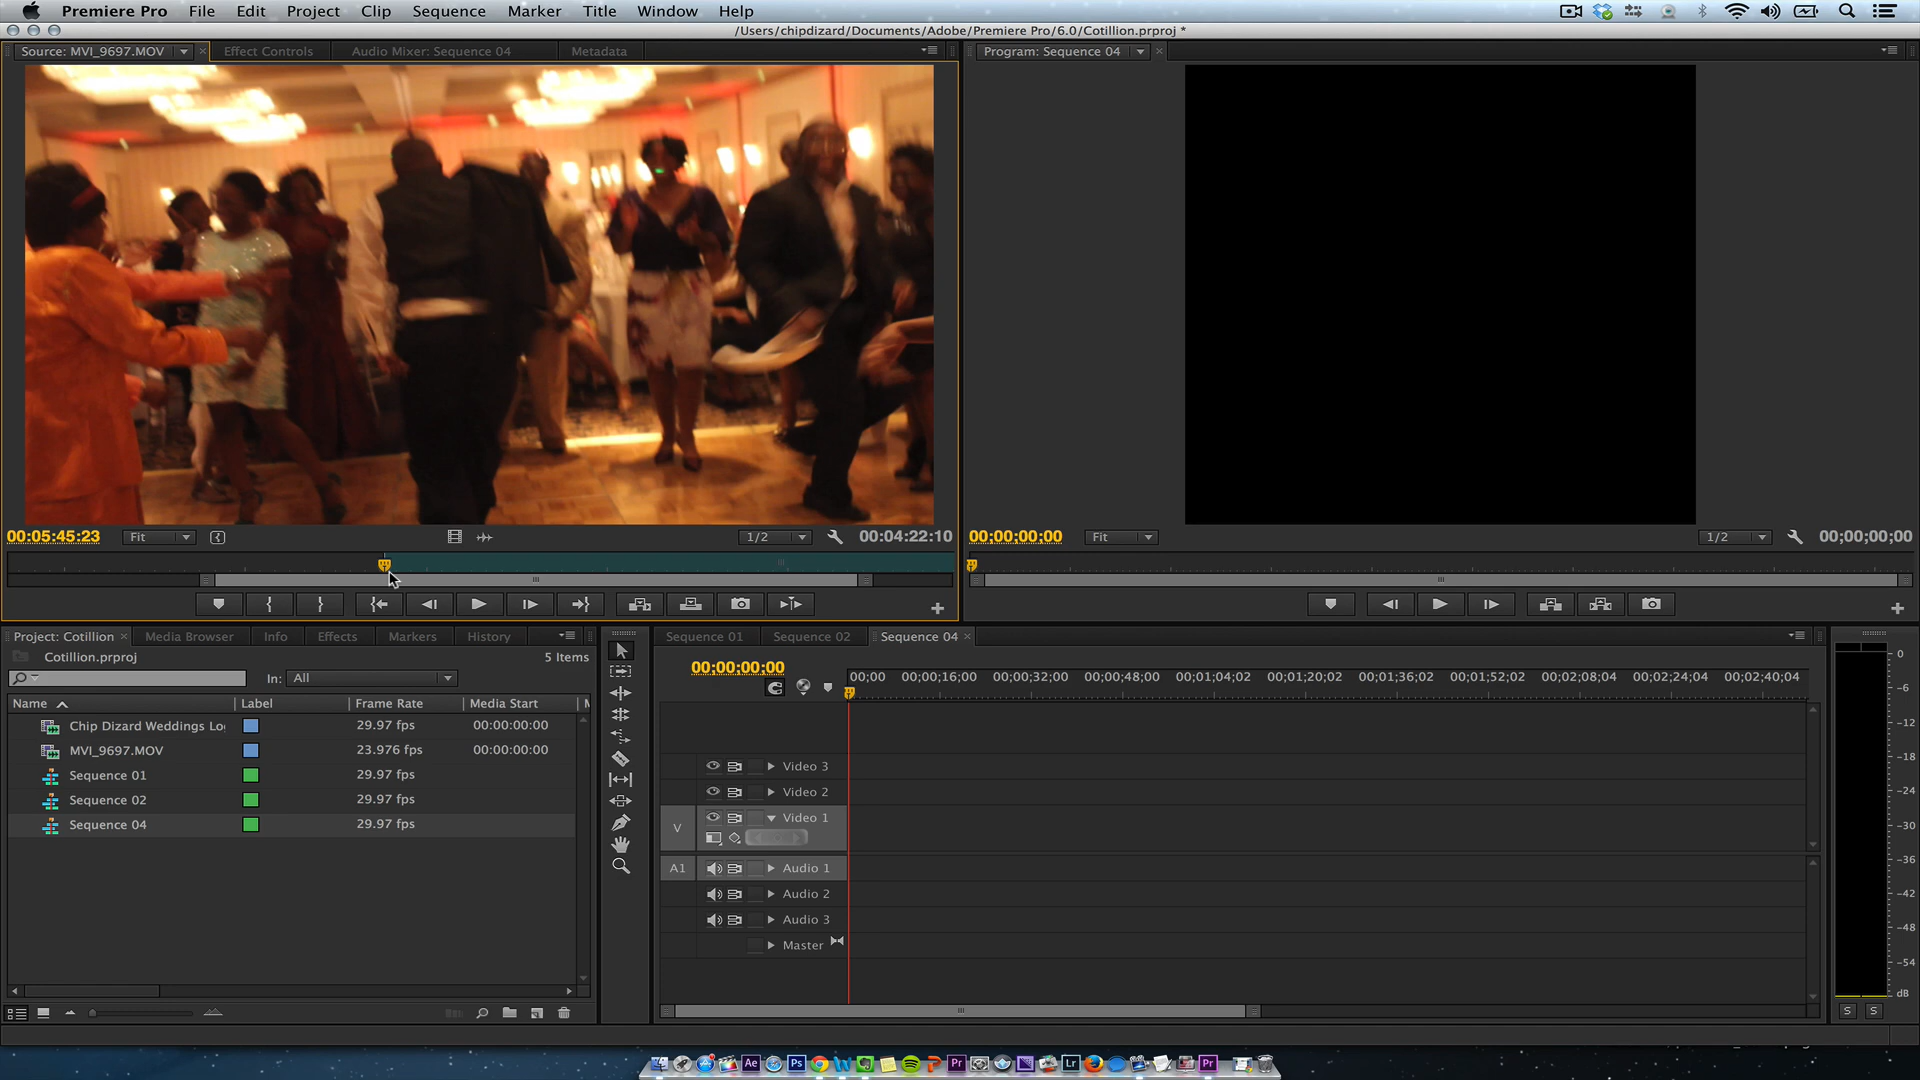 Premiere Pro File Edit Project Clip Sequence Marker Title Window Help
/Users/chipdizard/Documents/Adobe/Premiere Pro/6.0/Cotillion.prproj *
Source: MVI_9697.MOV Effect Controls Audio Mixer: Sequence 04 Metadata
Program: Sequence 04
00:05:45:23 Fit 1/2 00:04:22:10
00;00;00;00 Fit 1/2 00;00;00;00
Project: Cotillion Media Browser Info Effects Markers History
Cotillion.prproj 5 Items
In: All
Name Label Frame Rate Media Start
Chip Dizard Weddings Lo 29.97 fps 00:00:00:00
MVI_9697.MOV 23.976 fps 00:00:00:00
Sequence 01 29.97 fps
Sequence 02 29.97 fps
Sequence 04 29.97 fps
Sequence 01 Sequence 02 Sequence 04
00:00:00:00
00;00 00;00;16;00 00;00;32;00 00;00;48;00 00;01;04;02 00;01;20;02 00;01;36;02 00;01;52;02 00;02;08;04 00;02;24;04 00;02;40;04
Video 3
Video 2
V Video 1
A1 Audio 1
Audio 2
Audio 3
Master
0
-6
-12
-18
-24
-30
-36
-42
-48
-54
dB
S S
Ae Ps Pr Lr Pr